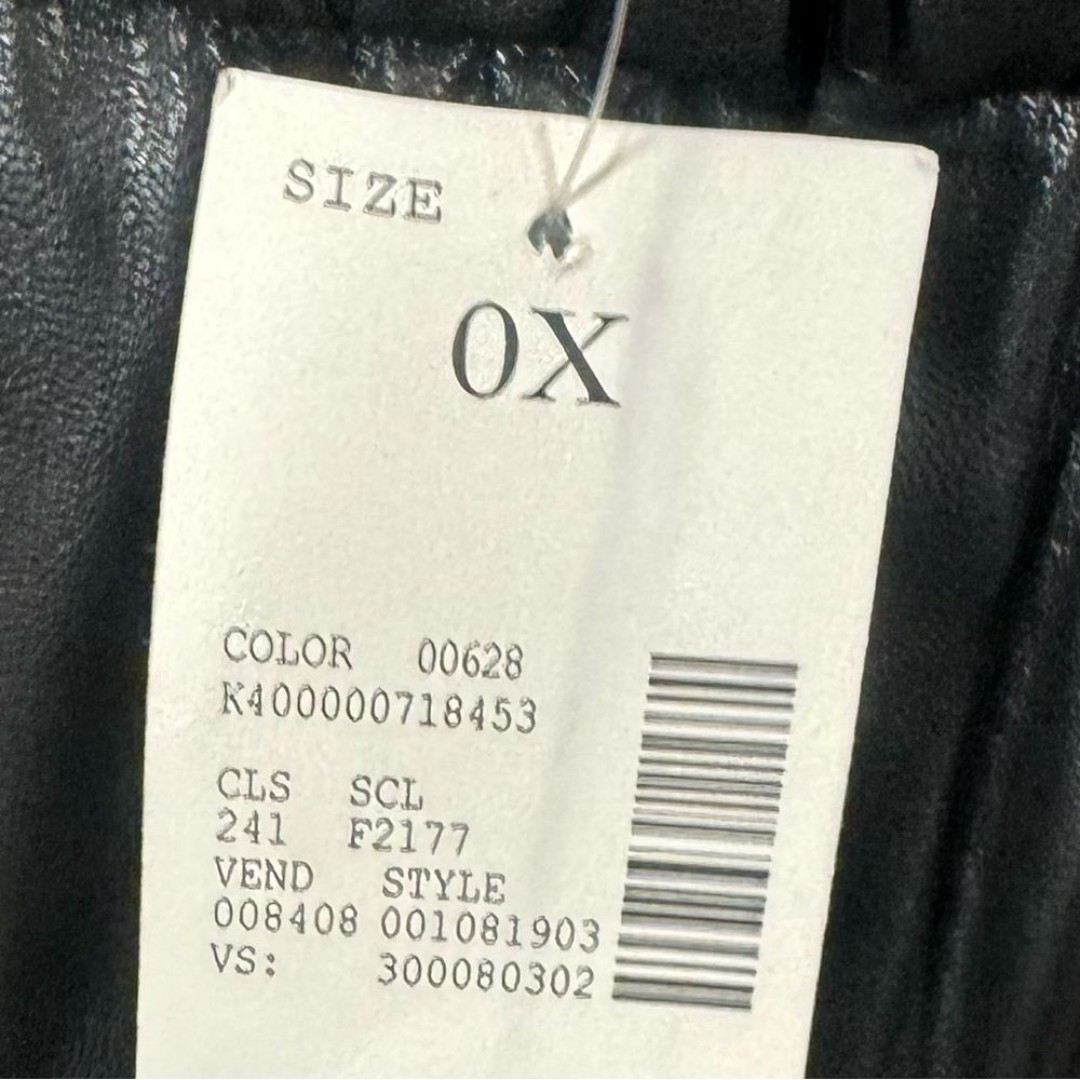 SIZE
0X
COLOR 00628
K400000718453
CLS SCL
241 F2177
VEND STYLE
008408 001081903
VS: 300080302